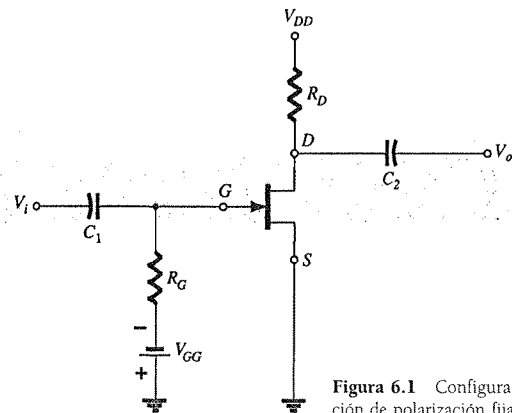 V_DD
R_D
D
V_o
C_2
G
V_i
C_1
S
R_G
−
V_GG
+
Figura 6.1 Configura
ción de polarización fija